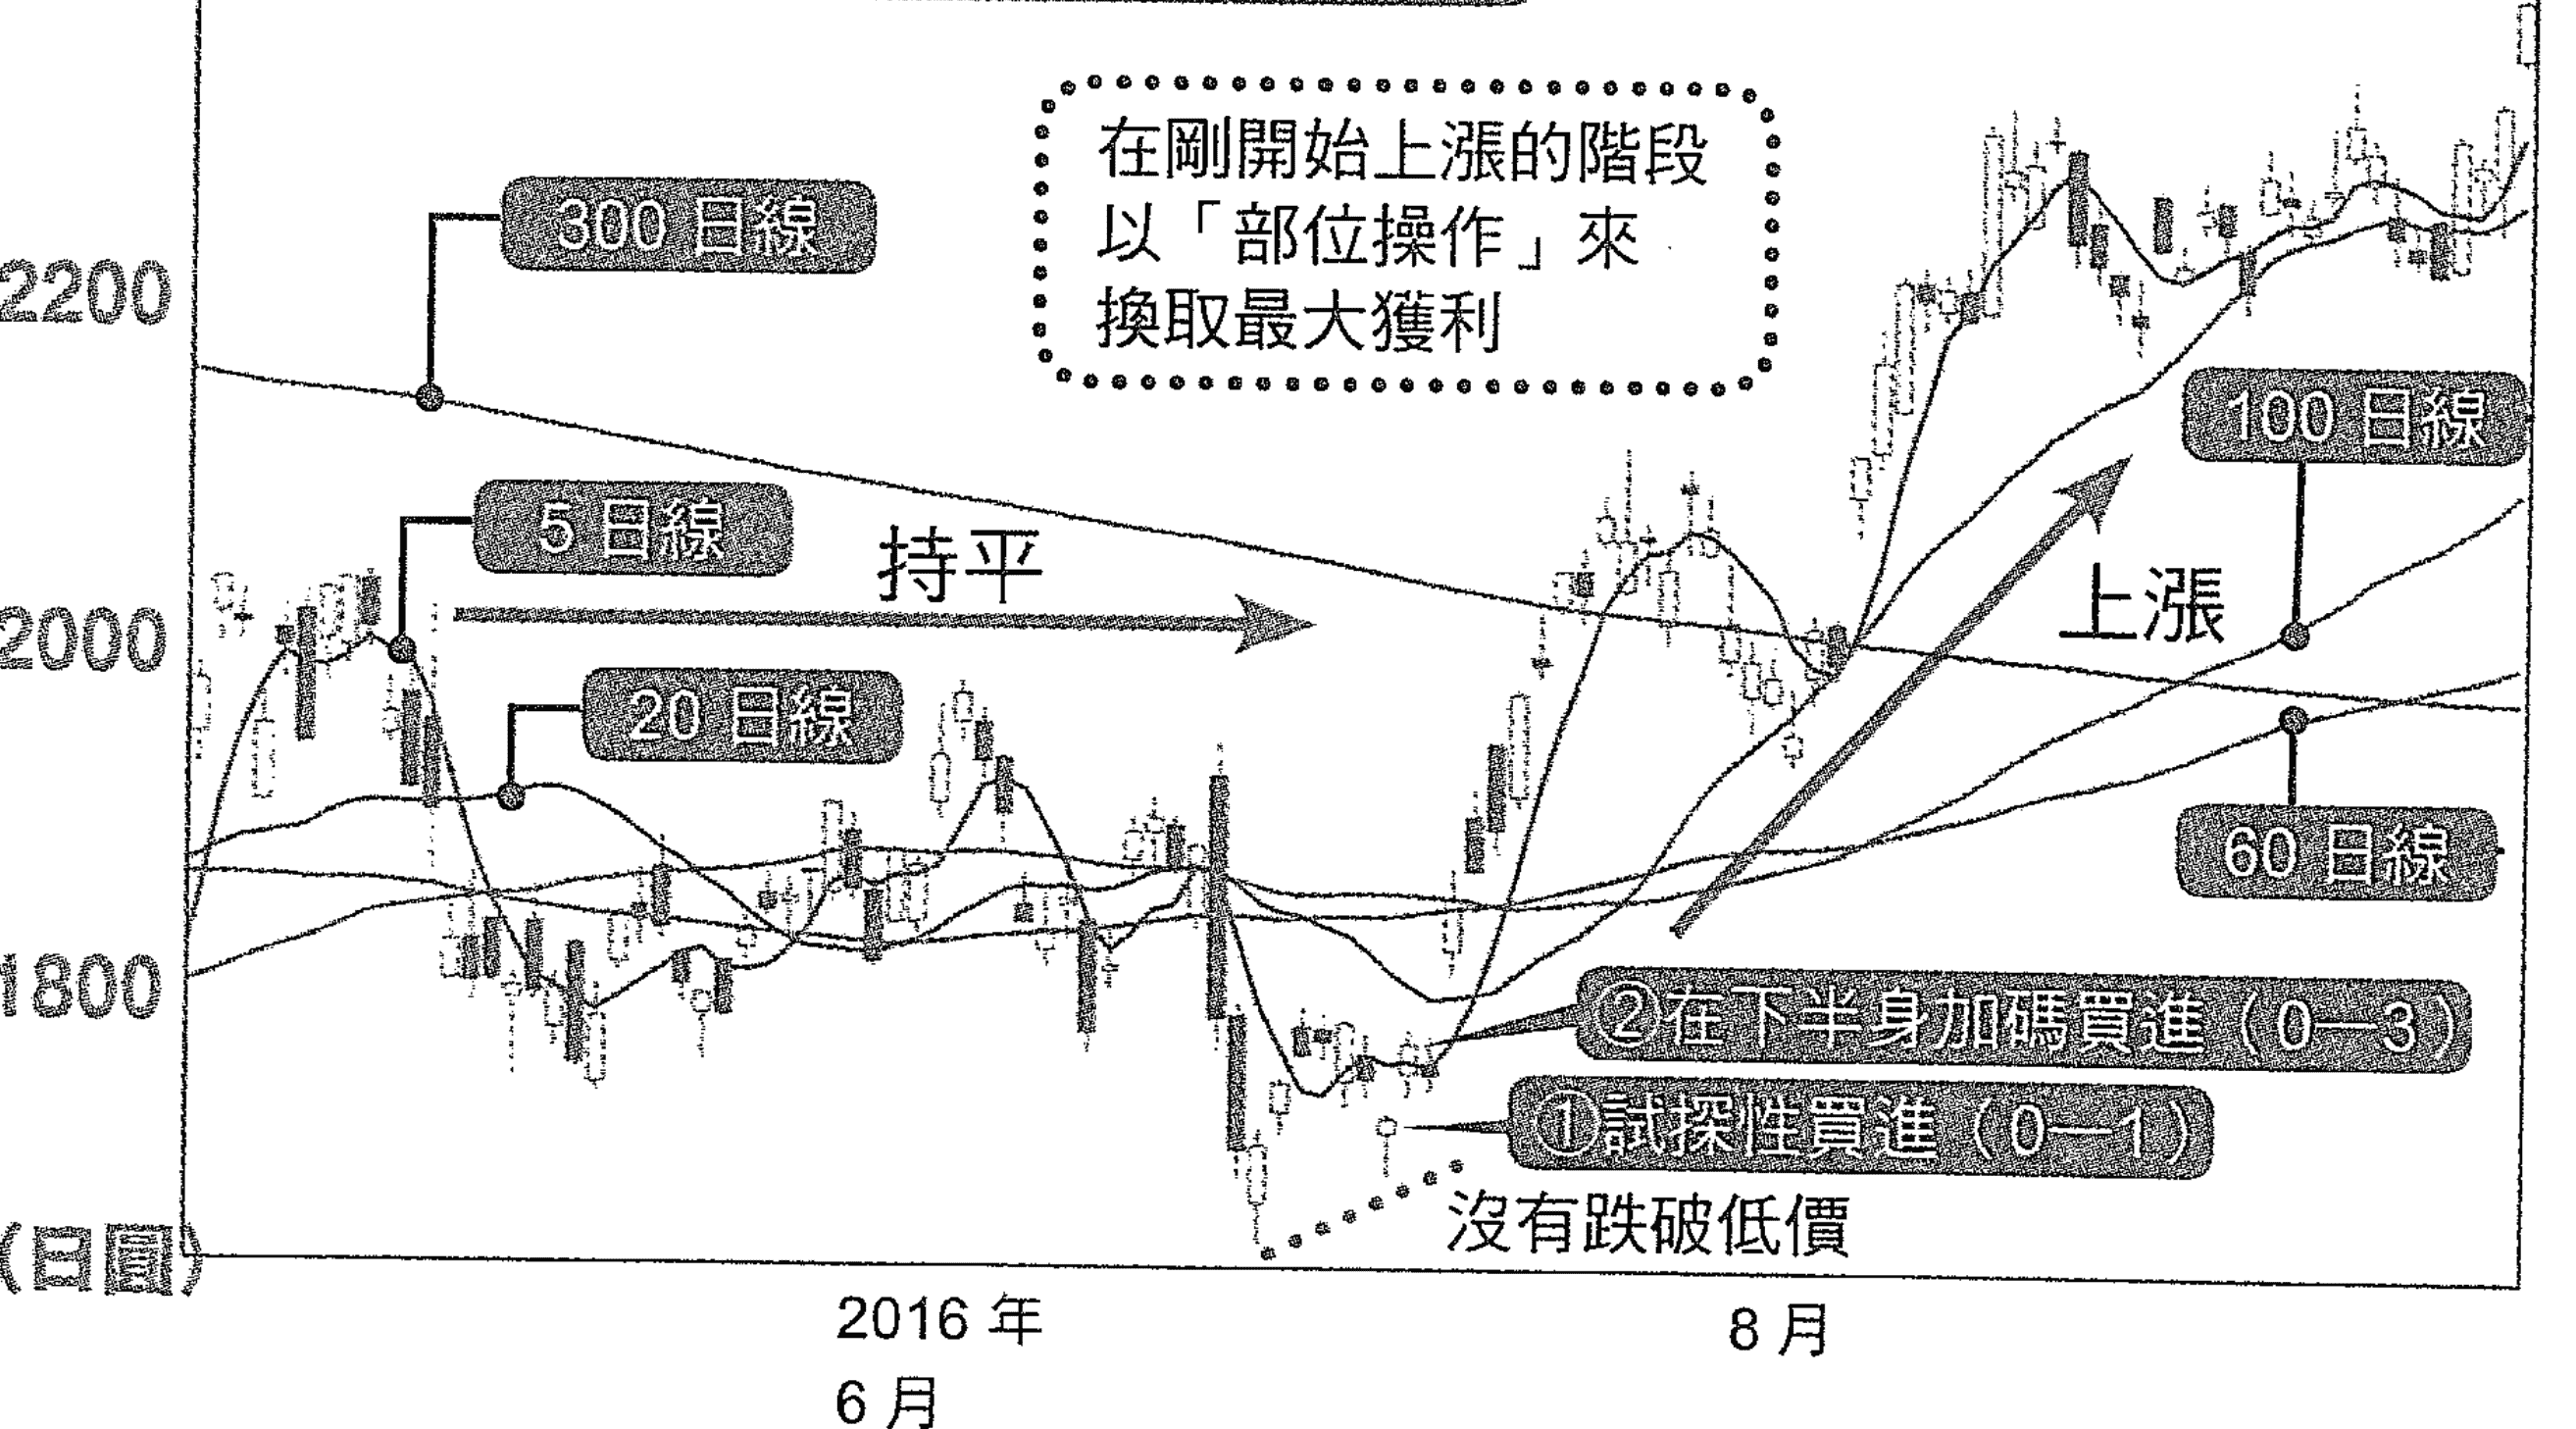 在剛開始上漲的階段
以「部位操作」來
換取最大獲利
300 日線
2200
100 日線
5 日線
持平
上漲
2000
20 日線
60 日線
1800
②在下半身加碼買進（0—3）
①試探性買進（0—1）
沒有跌破低價
（日圓）
2016 年
6 月
8 月